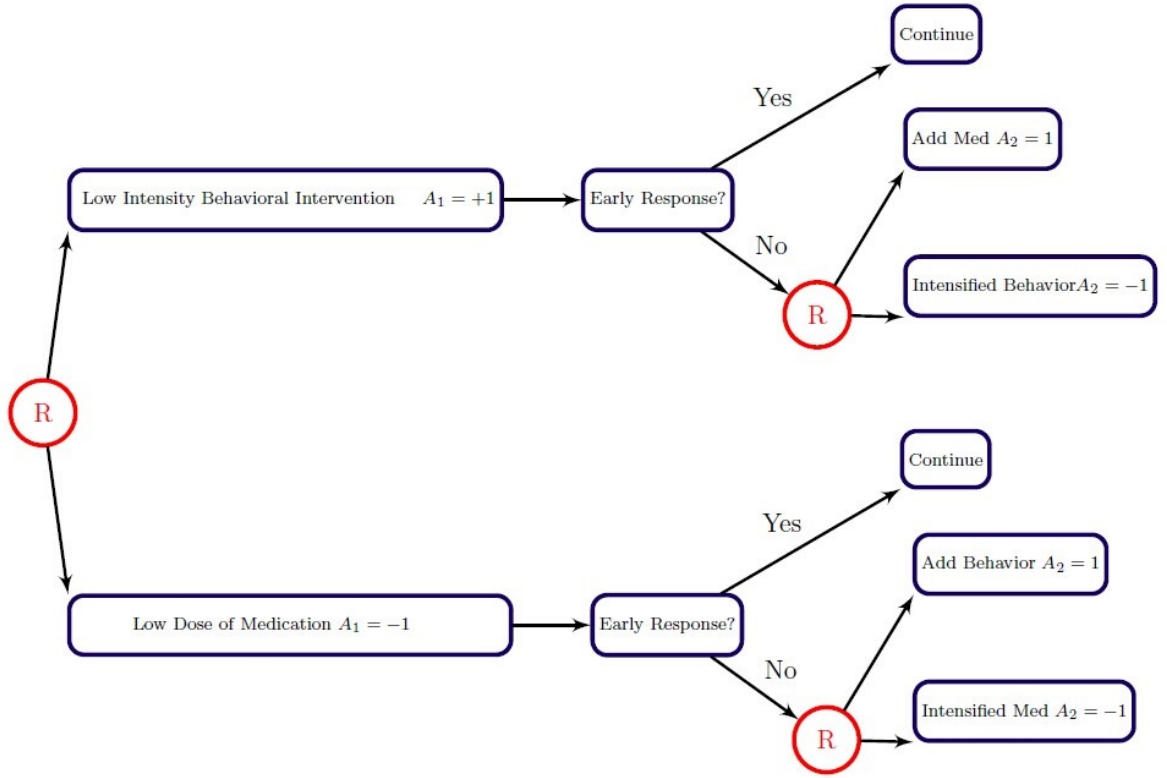 Continue
Yes
Add Med A₂ = 1
Low Intensity Behavioral Intervention A₁ = +1
Early Response?
No
Intensified BehaviorA₂ = −1
R
R
Continue
Yes
Add Behavior A₂ = 1
Low Dose of Medication A₁ = −1
Early Response?
No
Intensified Med A₂ = −1
R